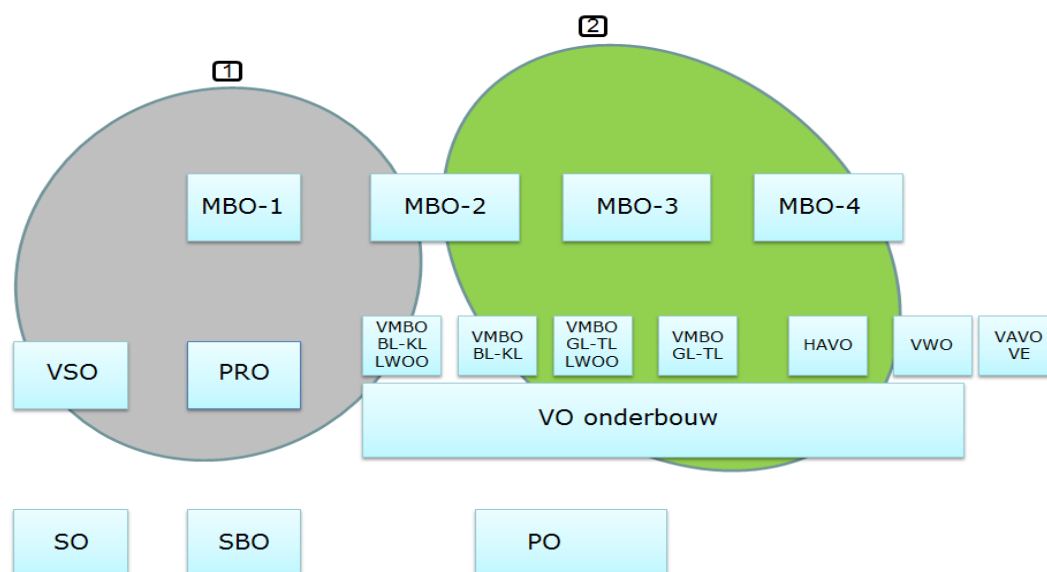 2
1
MBO-1
MBO-2
MBO-3
MBO-4
VMBO
BL-KL
LWOO
VMBO
BL-KL
VMBO
GL-TL
LWOO
VMBO
GL-TL
HAVO
VWO
VAVO
VE
VSO
PRO
VO onderbouw
SO
SBO
PO